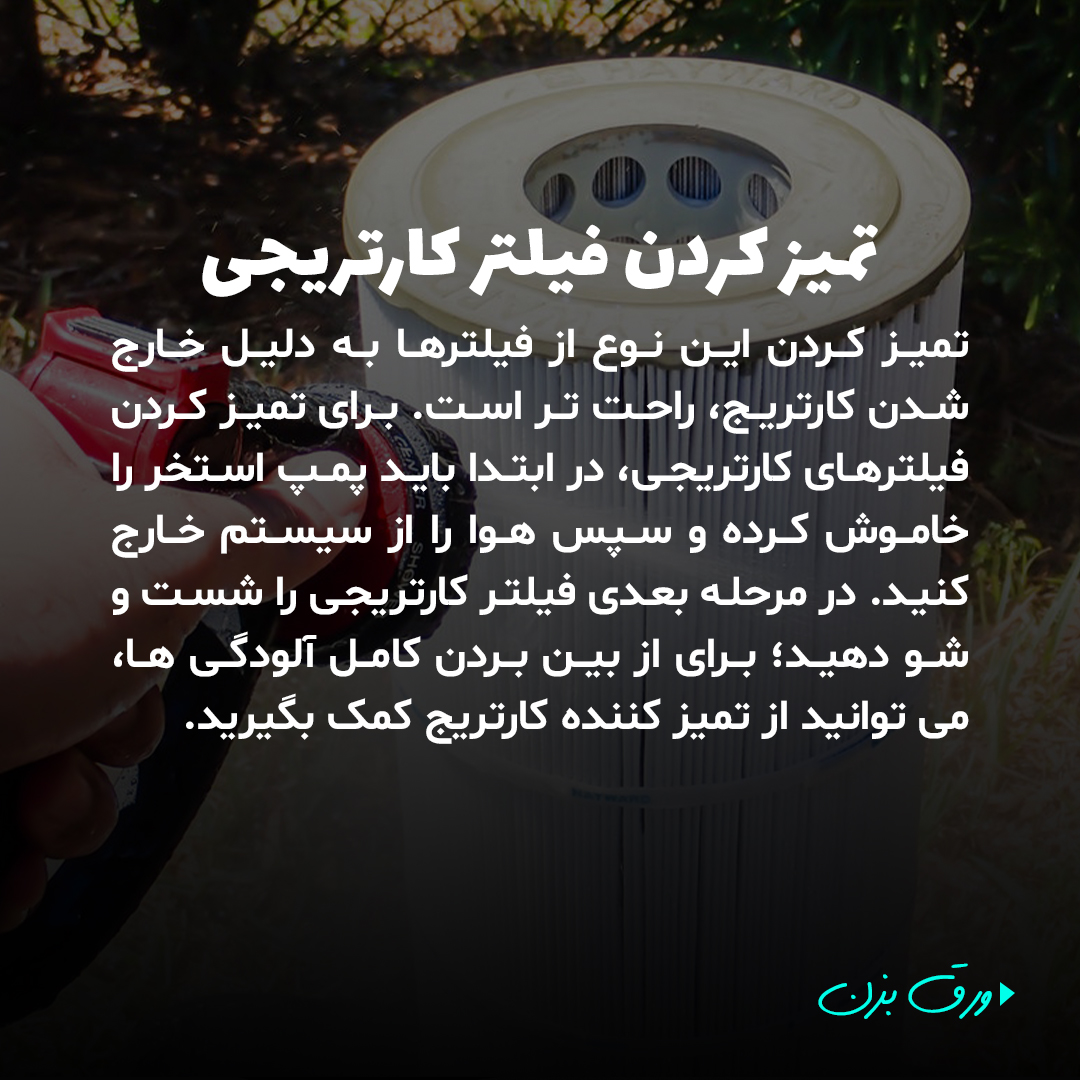 HAYWARD
تمیز کردن فیلتر کارتریجی
تمیز کردن این نوع از فیلترها به دلیل خارج
شدن کارتریج، راحت تر است. برای تمیز کردن
فیلترهای کارتریجی، در ابتدا باید پمپ استخر را
خاموش کرده و سپس هوا را از سیستم خارج
کنید. در مرحله بعدی فیلتر کارتریجی را شست و
شو دهید؛ برای از بین بردن کامل آلودگی ها،
می توانید از تمیز کننده کارتریج کمک بگیرید.
ورق بزن